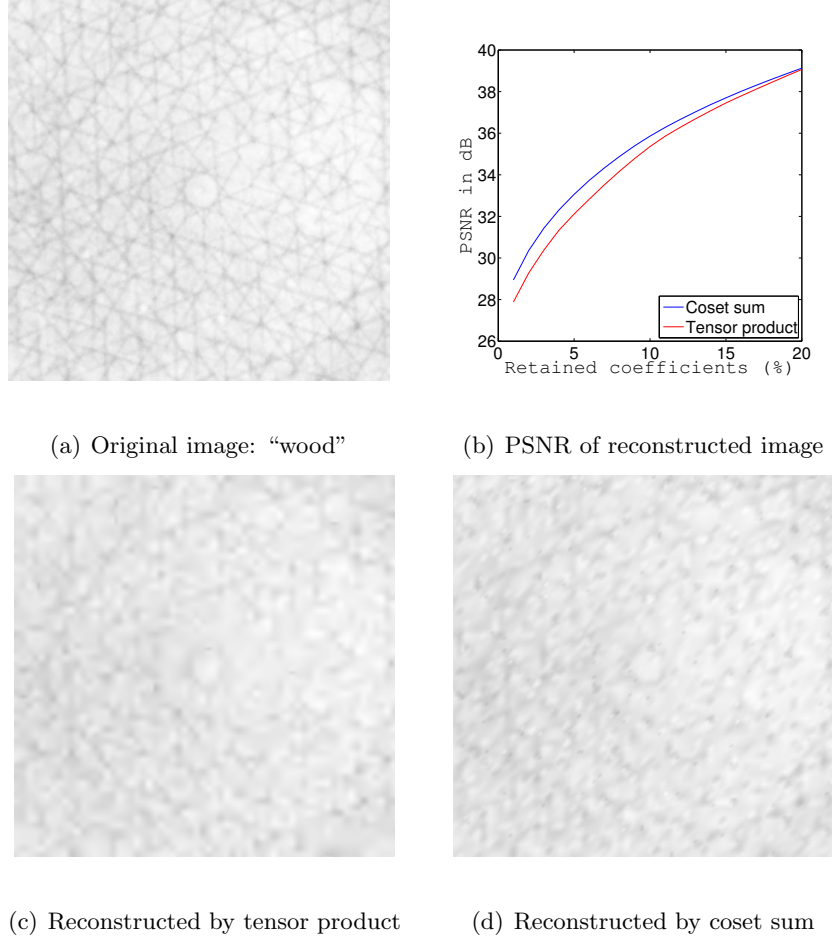 40
38
36
34
32
30
28
26
PSNR in dB
Coset sum
Tensor product
0 5 10 15 20
Retained coefficients (%)
(a) Original image: “wood”
(b) PSNR of reconstructed image
(c) Reconstructed by tensor product
(d) Reconstructed by coset sum